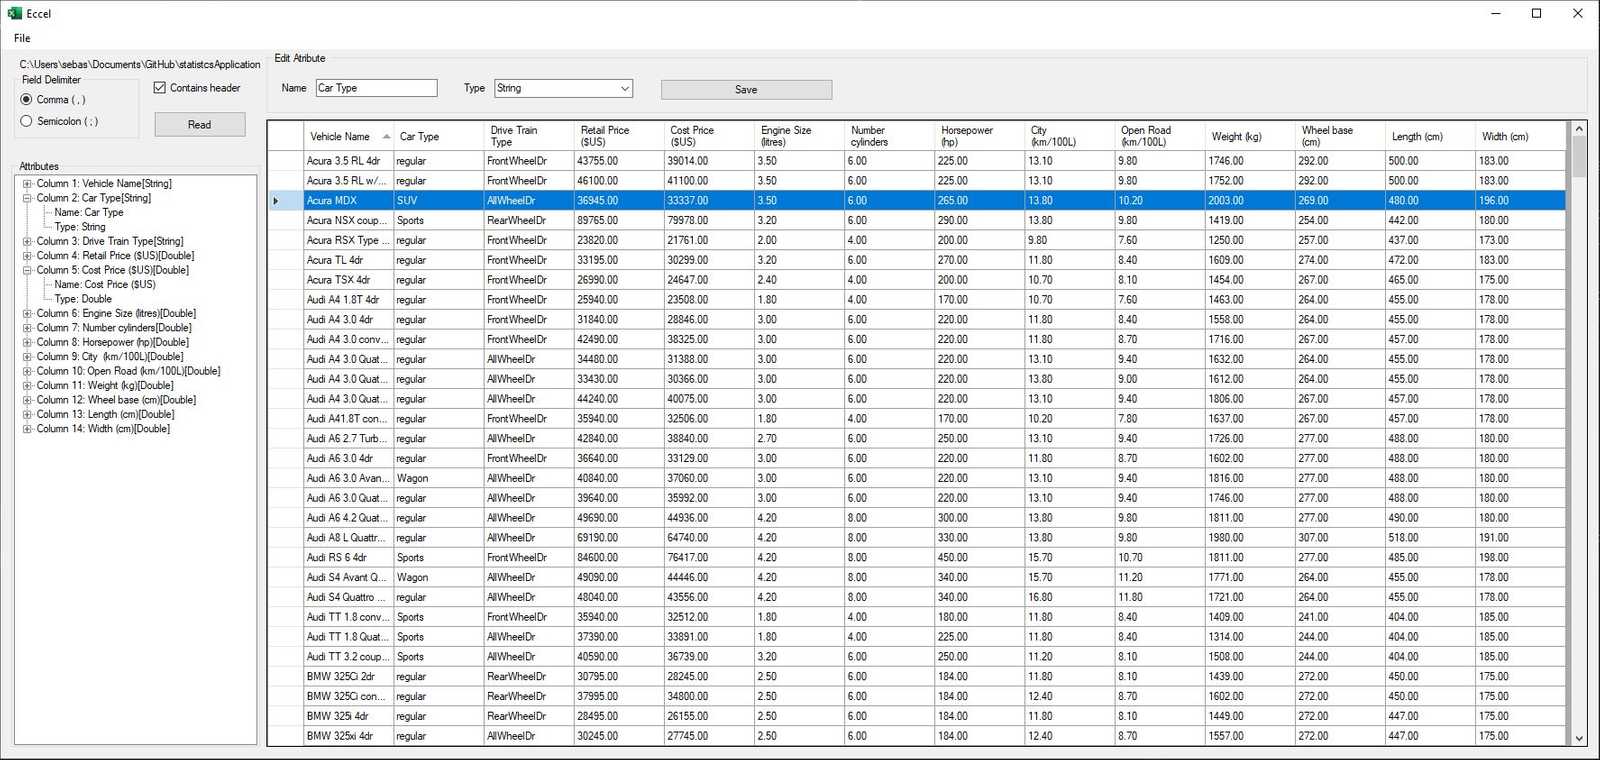 Eccel
File
C:\Users\sebas\Documents\GitHub\statistcsApplication
Field Delimiter
Comma ( , )
Semicolon ( ; )
Contains header
Read
Edit Atribute
Name Car Type Type String Save
Attributes
Column 1: Vehicle Name[String]
Column 2: Car Type[String]
Name: Car Type
Type: String
Column 3: Drive Train Type[String]
Column 4: Retail Price ($US)[Double]
Column 5: Cost Price ($US)[Double]
Name: Cost Price ($US)
Type: Double
Column 6: Engine Size (litres)[Double]
Column 7: Number cylinders[Double]
Column 8: Horsepower (hp)[Double]
Column 9: City (km/100L)[Double]
Column 10: Open Road (km/100L)[Double]
Column 11: Weight (kg)[Double]
Column 12: Wheel base (cm)[Double]
Column 13: Length (cm)[Double]
Column 14: Width (cm)[Double]
Vehicle Name Car Type Drive Train Type Retail Price ($US) Cost Price ($US) Engine Size (litres) Number cylinders Horsepower (hp) City (km/100L) Open Road (km/100L) Weight (kg) Wheel base (cm) Length (cm) Width (cm)
Acura 3.5 RL 4dr regular FrontWheelDr 43755.00 39014.00 3.50 6.00 225.00 13.10 9.80 1746.00 292.00 500.00 183.00
Acura 3.5 RL w/... regular FrontWheelDr 46100.00 41100.00 3.50 6.00 225.00 13.10 9.80 1752.00 292.00 500.00 183.00
Acura MDX SUV AllWheelDr 36945.00 33337.00 3.50 6.00 265.00 13.80 10.20 2003.00 269.00 480.00 196.00
Acura NSX coup... Sports RearWheelDr 89765.00 79978.00 3.20 6.00 290.00 13.80 9.80 1419.00 254.00 442.00 180.00
Acura RSX Type ... regular FrontWheelDr 23820.00 21761.00 2.00 4.00 200.00 9.80 7.60 1250.00 257.00 437.00 173.00
Acura TL 4dr regular FrontWheelDr 33195.00 30299.00 3.20 6.00 270.00 11.80 8.40 1609.00 274.00 472.00 183.00
Acura TSX 4dr regular FrontWheelDr 26990.00 24647.00 2.40 4.00 200.00 10.70 8.10 1454.00 267.00 465.00 175.00
Audi A4 1.8T 4dr regular FrontWheelDr 25940.00 23508.00 1.80 4.00 170.00 10.70 7.60 1463.00 264.00 455.00 178.00
Audi A4 3.0 4dr regular FrontWheelDr 31840.00 28846.00 3.00 6.00 220.00 11.80 8.40 1558.00 264.00 455.00 178.00
Audi A4 3.0 conv... regular FrontWheelDr 42490.00 38325.00 3.00 6.00 220.00 11.80 8.70 1716.00 267.00 457.00 178.00
Audi A4 3.0 Quat... regular AllWheelDr 34480.00 31388.00 3.00 6.00 220.00 13.10 9.40 1632.00 264.00 455.00 178.00
Audi A4 3.0 Quat... regular AllWheelDr 33430.00 30366.00 3.00 6.00 220.00 13.80 9.00 1612.00 264.00 455.00 178.00
Audi A4 3.0 Quat... regular AllWheelDr 44240.00 40075.00 3.00 6.00 220.00 13.10 9.40 1806.00 267.00 457.00 178.00
Audi A41.8T con... regular FrontWheelDr 35940.00 32506.00 1.80 4.00 170.00 10.20 7.80 1637.00 267.00 457.00 178.00
Audi A6 2.7 Turb... regular AllWheelDr 42840.00 38840.00 2.70 6.00 250.00 13.10 9.40 1726.00 277.00 488.00 180.00
Audi A6 3.0 4dr regular FrontWheelDr 36640.00 33129.00 3.00 6.00 220.00 11.80 8.70 1602.00 277.00 488.00 180.00
Audi A6 3.0 Avan... Wagon AllWheelDr 40840.00 37060.00 3.00 6.00 220.00 13.10 9.40 1816.00 277.00 488.00 180.00
Audi A6 3.0 Quat... regular AllWheelDr 39640.00 35992.00 3.00 6.00 220.00 13.10 9.40 1746.00 277.00 488.00 180.00
Audi A6 4.2 Quat... regular AllWheelDr 49690.00 44936.00 4.20 8.00 300.00 13.80 9.80 1811.00 277.00 490.00 180.00
Audi A8 L Quattr... regular AllWheelDr 69190.00 64740.00 4.20 8.00 330.00 13.80 9.80 1980.00 307.00 518.00 191.00
Audi RS 6 4dr Sports FrontWheelDr 84600.00 76417.00 4.20 8.00 450.00 15.70 10.70 1811.00 277.00 485.00 198.00
Audi S4 Avant Q... Wagon AllWheelDr 49090.00 44446.00 4.20 8.00 340.00 15.70 11.20 1771.00 264.00 455.00 178.00
Audi S4 Quattro ... regular AllWheelDr 48040.00 43556.00 4.20 8.00 340.00 16.80 11.80 1721.00 264.00 455.00 178.00
Audi TT 1.8 conv... Sports FrontWheelDr 35940.00 32512.00 1.80 4.00 180.00 11.80 8.40 1409.00 241.00 404.00 185.00
Audi TT 1.8 Quat... Sports AllWheelDr 37390.00 33891.00 1.80 4.00 225.00 11.80 8.40 1314.00 244.00 404.00 185.00
Audi TT 3.2 coup... Sports AllWheelDr 40590.00 36739.00 3.20 6.00 250.00 11.20 8.10 1508.00 244.00 404.00 185.00
BMW 325Ci 2dr regular RearWheelDr 30795.00 28245.00 2.50 6.00 184.00 11.80 8.10 1439.00 272.00 450.00 175.00
BMW 325Ci con... regular RearWheelDr 37995.00 34800.00 2.50 6.00 184.00 12.40 8.70 1602.00 272.00 450.00 175.00
BMW 325i 4dr regular RearWheelDr 28495.00 26155.00 2.50 6.00 184.00 11.80 8.10 1449.00 272.00 447.00 175.00
BMW 325xi 4dr regular AllWheelDr 30245.00 27745.00 2.50 6.00 184.00 12.40 8.70 1557.00 272.00 447.00 175.00